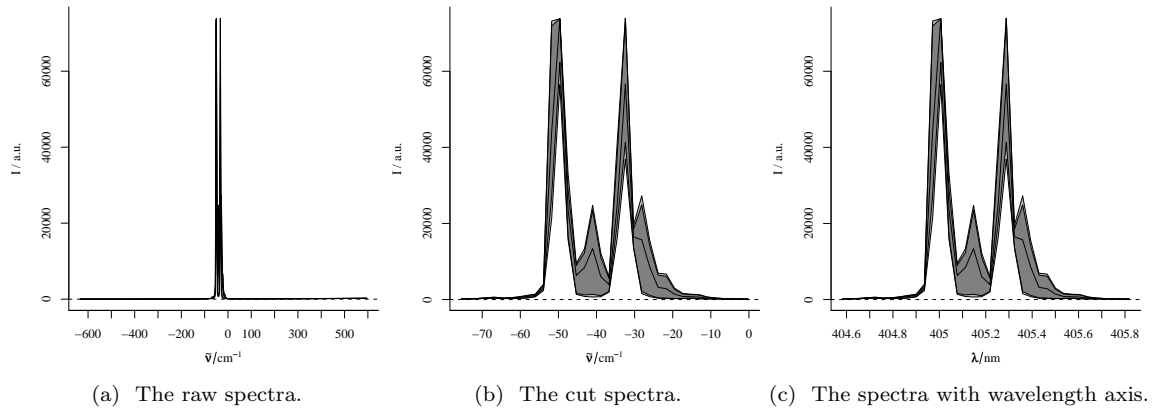 I / a.u.
60000
40000
20000
0
−600 −400 −200 0 100 300 500
ν̃/cm⁻¹
(a) The raw spectra.
I / a.u.
60000
40000
20000
0
−70 −60 −50 −40 −30 −20 −10 0
ν̃/cm⁻¹
(b) The cut spectra.
I / a.u.
60000
40000
20000
0
404.6 404.8 405 405.2 405.4 405.6 405.8
λ/nm
(c) The spectra with wavelength axis.